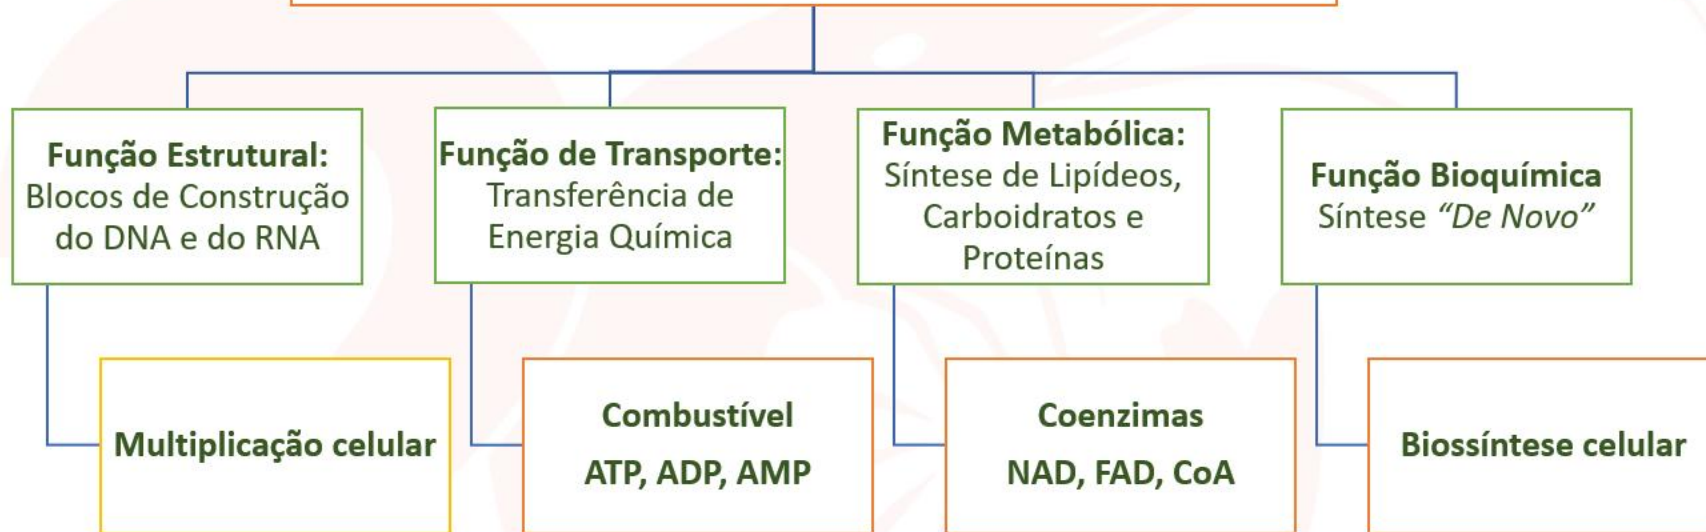 Função Estrutural:
Blocos de Construção
do DNA e do RNA
Função de Transporte:
Transferência de
Energia Química
Função Metabólica:
Síntese de Lipídeos,
Carboidratos e
Proteínas
Função Bioquímica
Síntese “De Novo”
Multiplicação celular
Combustível
ATP, ADP, AMP
Coenzimas
NAD, FAD, CoA
Biossíntese celular